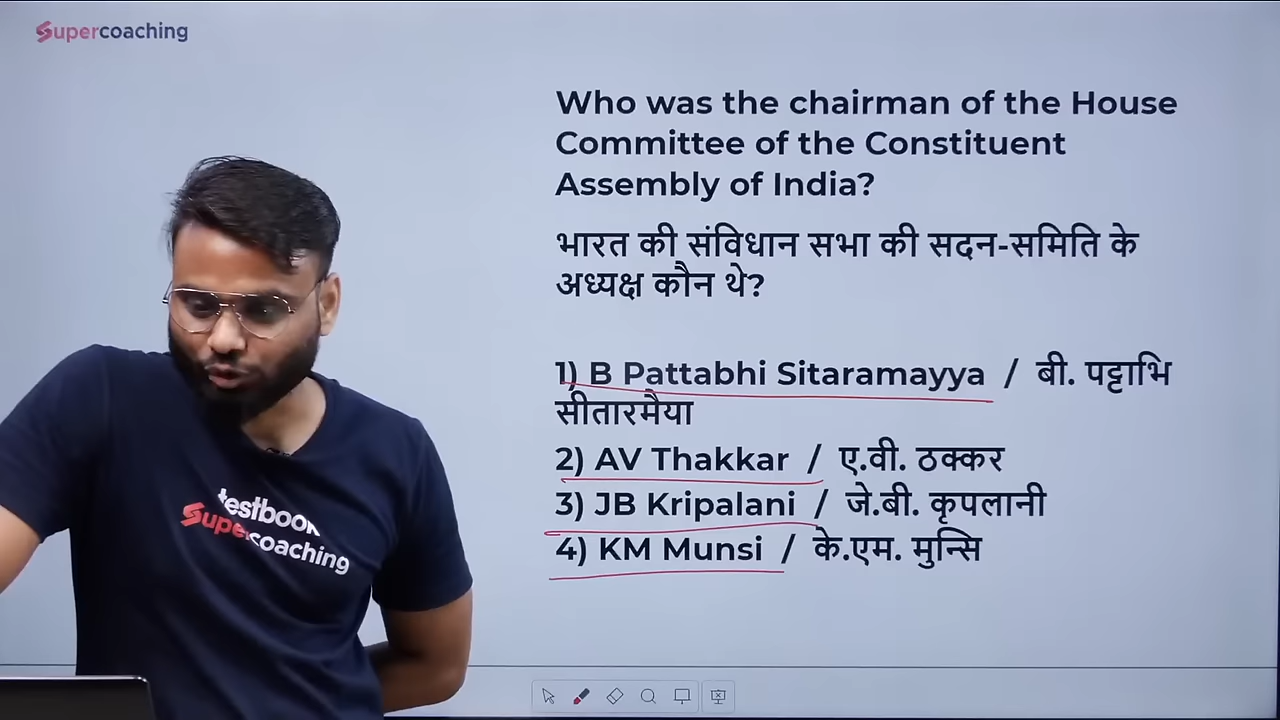 Supercoaching
Who was the chairman of the House
Committee of the Constituent
Assembly of India?
भारत की संविधान सभा की सदन-समिति के
अध्यक्ष कौन थे?
1) B Pattabhi Sitaramayya / बी. पट्टाभि
सीतारमैया
2) AV Thakkar / ए.वी. ठक्कर
3) JB Kripalani / जे.बी. कृपलानी
4) KM Munsi / के.एम. मुन्सि
testbook
Supercoaching